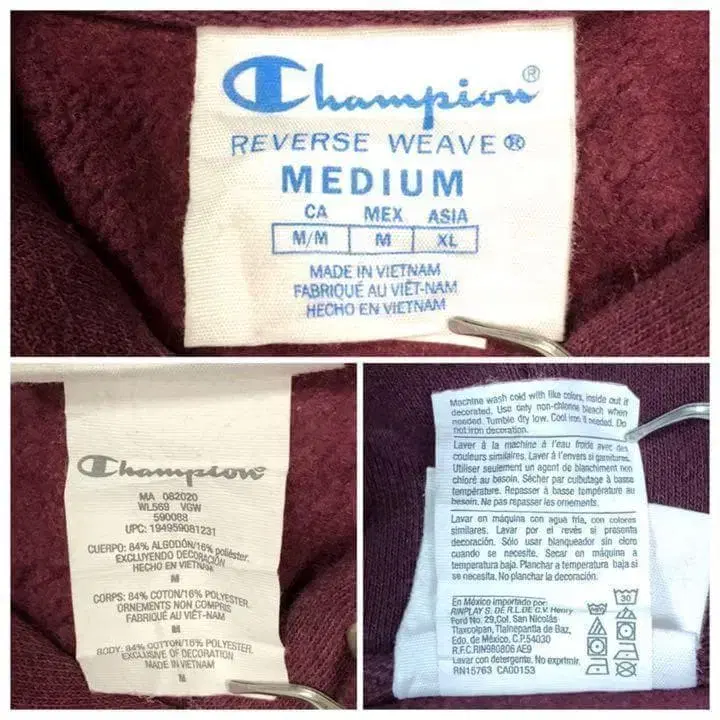 Champion®
REVERSE WEAVE®
MEDIUM
CA MEX ASIA
M/M M XL
MADE IN VIETNAM
FABRIQUÉ AU VIÊT-NAM
HECHO EN VIETNAM
Champion®
MA 082020
WL569 VGW
590088
UPC: 194959081231
CUERPO: 84% ALGODÓN/16% poliéster.
EXCLUYENDO DECORACIÓN
HECHO EN VIETNAM
M
CORPS: 84% COTON/16% POLYESTER.
ORNEMENTS NON COMPRIS
FABRIQUÉ AU VIÊT-NAM
M
BODY: 84% COTTON/16% POLYESTER.
EXCLUSIVE OF DECORATION
MADE IN VIETNAM
M
Machine wash cold with like colors, inside out if
decorated. Use only non-chlorine bleach when
needed. Tumble dry low. Cool iron if needed. Do
not iron decoration.
Laver à la machine à l'eau froide avec des
couleurs similaires. Laver à l'envers si garnitures.
Utiliser seulement un agent de blanchiment non
chloré au besoin. Sécher par culbutage à basse
température. Repasser à basse température au
besoin. Ne pas repasser les ornements.
Lavar en máquina con agua fria, con colores
similares. Lavar por el revés si presenta
decoración. Sólo usar blanqueador sin cloro
cuando se necesite. Secar en máquina a
temperatura baja. Planchar a temperatura baja si
se necesita. No planchar la decoración.
En México importado por:
RINPLAY S. DE R.L.DE C.V. Henry
Ford No. 29,Col. San Nicolás
Tlaxcolpan, Tlalnepantla de Baz,
Edo. de México, C.P.54030
R.F.C.RIN980806 AE9
Lavar con detergente. No exprimir.
RN15763 CA00153
30